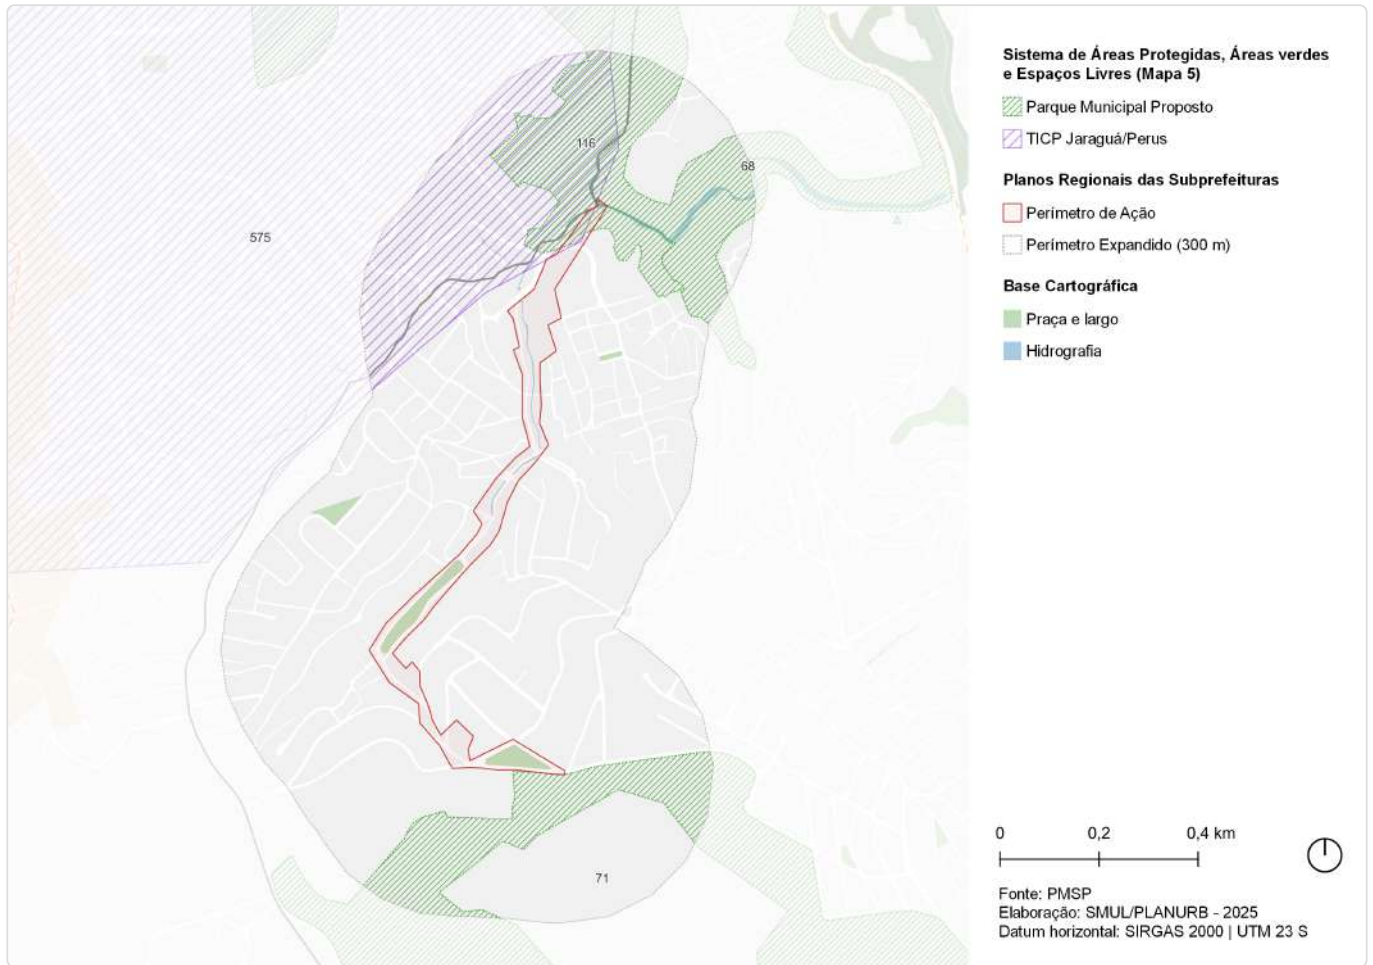 116
68
575
71
Sistema de Áreas Protegidas, Áreas verdes
e Espaços Livres (Mapa 5)
Parque Municipal Proposto
TICP Jaraguá/Perus
Planos Regionais das Subprefeituras
Perímetro de Ação
Perímetro Expandido (300 m)
Base Cartográfica
Praça e largo
Hidrografia
0 0,2 0,4 km
Fonte: PMSP
Elaboração: SMUL/PLANURB - 2025
Datum horizontal: SIRGAS 2000 | UTM 23 S